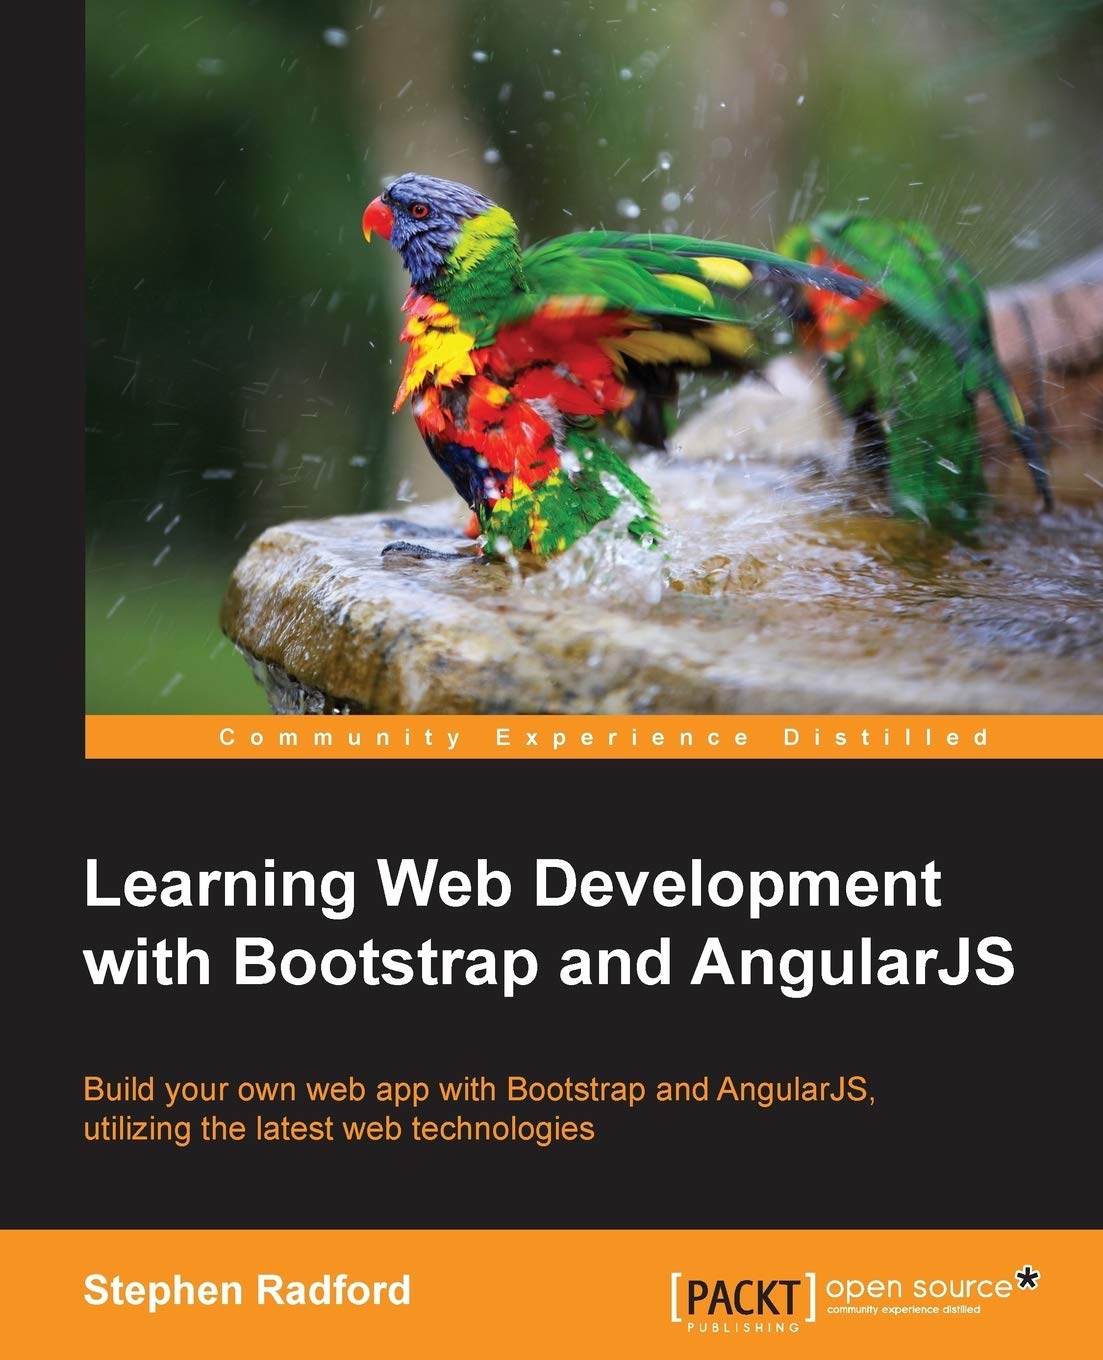 Community Experience Distilled
Learning Web Development
with Bootstrap and AngularJS
Build your own web app with Bootstrap and AngularJS,
utilizing the latest web technologies
Stephen Radford
[PACKT]
PUBLISHING
open source*
community experience distilled